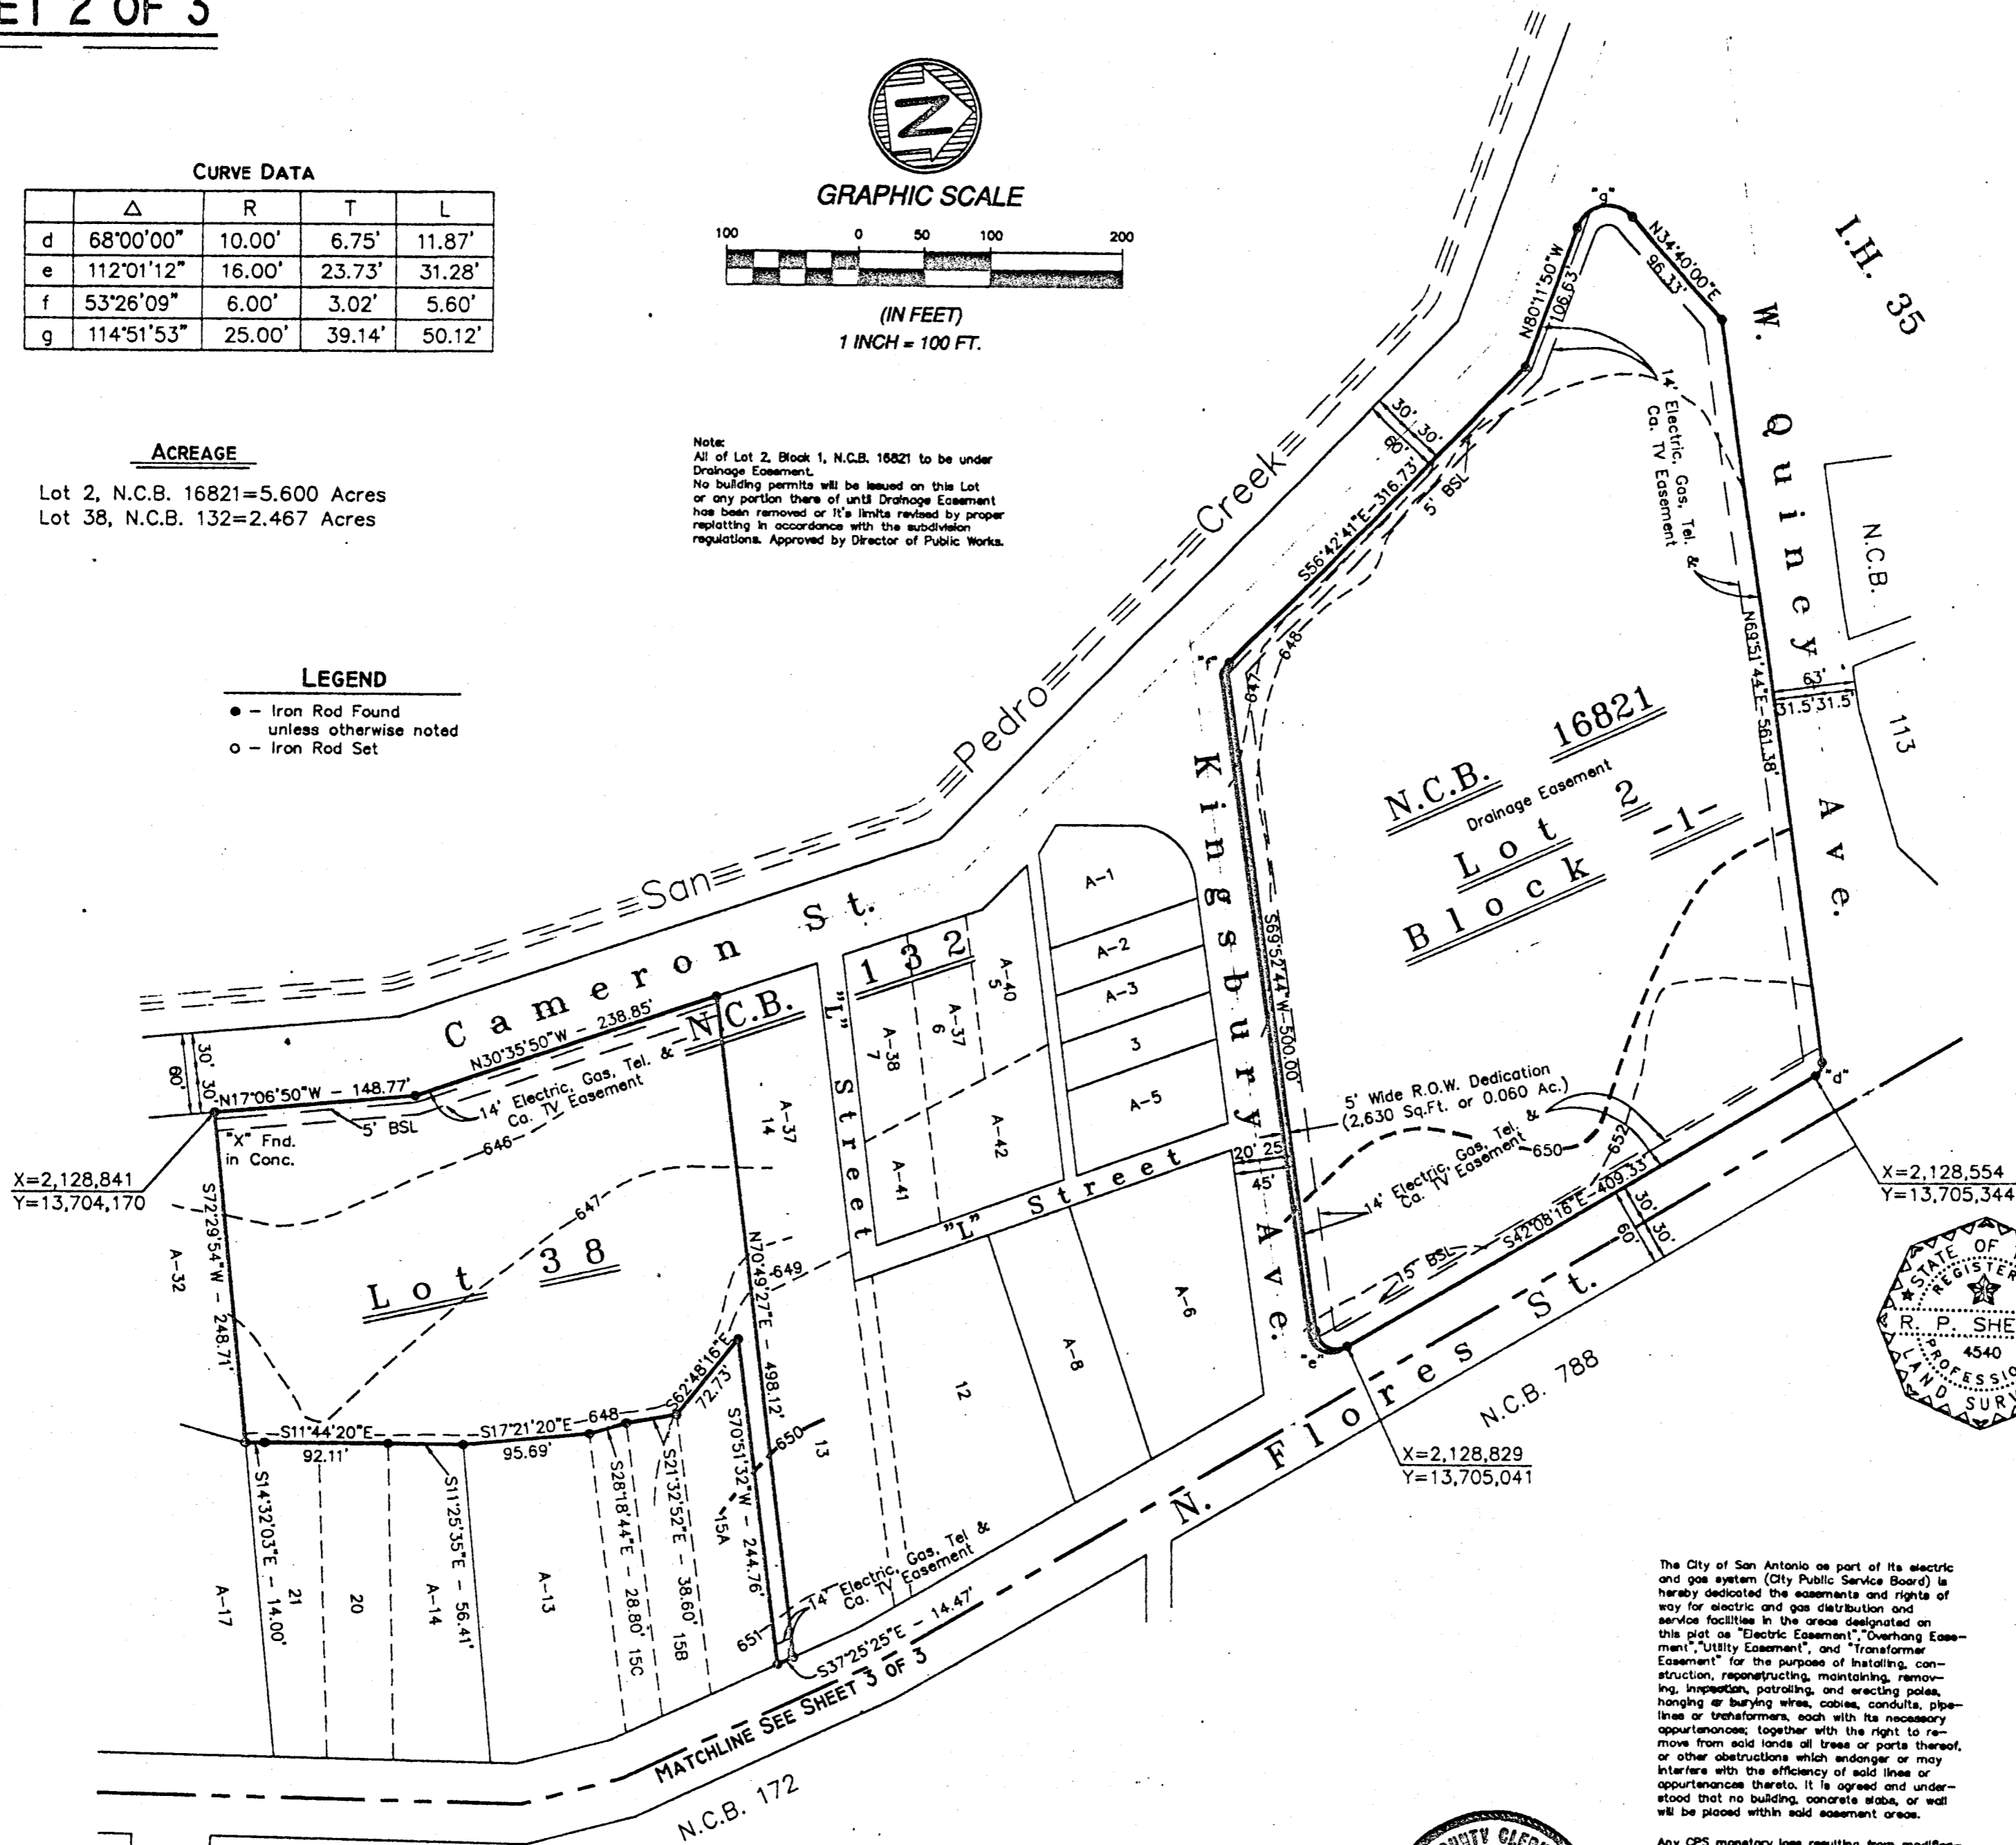 ET 2 OF 3
CURVE DATA
△ R T L
d 68°00'00" 10.00' 6.75' 11.87'
e 112°01'12" 16.00' 23.73' 31.28'
f 53°26'09" 6.00' 3.02' 5.60'
g 114°51'53" 25.00' 39.14' 50.12'
N
GRAPHIC SCALE
100 0 50 100 200
(IN FEET)
1 INCH = 100 FT.
ACREAGE
Lot 2, N.C.B. 16821=5.600 Acres
Lot 38, N.C.B. 132=2.467 Acres
Note:
All of Lot 2, Block 1, N.C.B. 16821 to be under
Drainage Easement.
No building permits will be issued on this Lot
or any portion there of until Drainage Easement
has been removed or it's limits revised by proper
replatting in accordance with the subdivision
regulations. Approved by Director of Public Works.
LEGEND
● – Iron Rod Found
unless otherwise noted
○ – Iron Rod Set
I.H. 35
W. Quincy Ave.
"g"
N34°40'00"E
96.33'
N80°11'50"W
106.63'
14' Electric, Gas, Tel. &
Ca. TV Easement
30' 30'
60'
5' BSL
S56°42'41"E–316.73'
San Pedro Creek
"f"
648
647
N69°51'44"E–561.38'
N.C.B.
113
63'
31.5' 31.5'
N.C.B. 16821
Drainage Easement
Lot 2
Block -1-
Kingsbury Ave.
S69°52'44"W–500.00'
5' Wide R.O.W. Dedication
(2,630 Sq.Ft. or 0.060 Ac.)
14' Electric, Gas, Tel. &
Ca. TV Easement
650
652
15' BSL
S42°08'16"E–409.33'
30' 30'
60'
"d"
X=2,128,554
Y=13,705,344
20' 25'
45'
"e"
X=2,128,829
Y=13,705,041
N. Flores St.
N.C.B. 788
Cameron St.
N30°35'50"W – 238.85'
N.C.B. 132
14' Electric, Gas, Tel. &
Ca. TV Easement
30' 30'
60'
N17°06'50"W – 148.77'
5' BSL
"X" Fnd.
in Conc.
X=2,128,841
Y=13,704,170
646
647
Lot 38
S72°29'54"W – 248.71'
A-32
"L" Street
"L" Street
A-1
A-2
A-3
3
A-5
A-40
5
A-37
6
A-38
7
A-42
A-41
A-37
14
A-6
A-8
12
13
649
N70°49'27"E – 498.12'
S62°48'16"E
72.73'
S70°51'32"W – 244.76'
650
15A
651
14' Electric, Gas, Tel &
Ca. TV Easement
S37°25'25"E – 14.47'
S11°44'20"E
92.11'
S17°21'20"E
95.69'
648
S14°32'03"E – 14.00'
S11°25'35"E – 56.41'
S28°18'44"E – 28.80'
S21°32'52"E – 38.60'
A-17
21
20
A-14
A-13
15C
15B
MATCHLINE SEE SHEET 3 OF 3
N.C.B. 172
STATE OF
REGISTER
R. P. SHE
4540
PROFESSIO
LAND SUR
The City of San Antonio as part of its electric
and gas system (City Public Service Board) is
hereby dedicated the easements and rights of
way for electric and gas distribution and
service facilities in the areas designated on
this plat as "Electric Easement","Overhang Ease–
ment","Utility Easement", and "Transformer
Easement" for the purpose of installing, con–
struction, reconstructing, maintaining, remov–
ing, inspection, patrolling, and erecting poles,
hanging or burying wires, cables, conduits, pipe–
lines or transformers, each with its necessary
appurtenances; together with the right to re–
move from said lands all trees or parts thereof,
or other obstructions which endanger or may
interfere with the efficiency of said lines or
appurtenances thereto. It is agreed and under–
stood that no building, concrete slabs, or wall
will be placed within said easement areas.
Any CPS monetary loss resulting from
COUNTY CLER